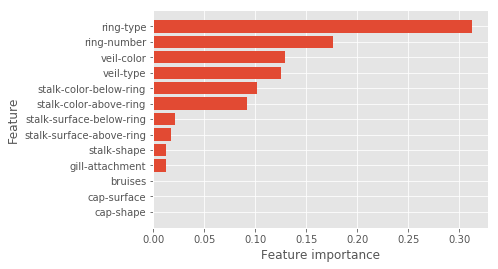 ring-type
ring-number
veil-color
veil-type
stalk-color-below-ring
stalk-color-above-ring
stalk-surface-below-ring
stalk-surface-above-ring
stalk-shape
gill-attachment
bruises
cap-surface
cap-shape
Feature
0.00 0.05 0.10 0.15 0.20 0.25 0.30
Feature importance